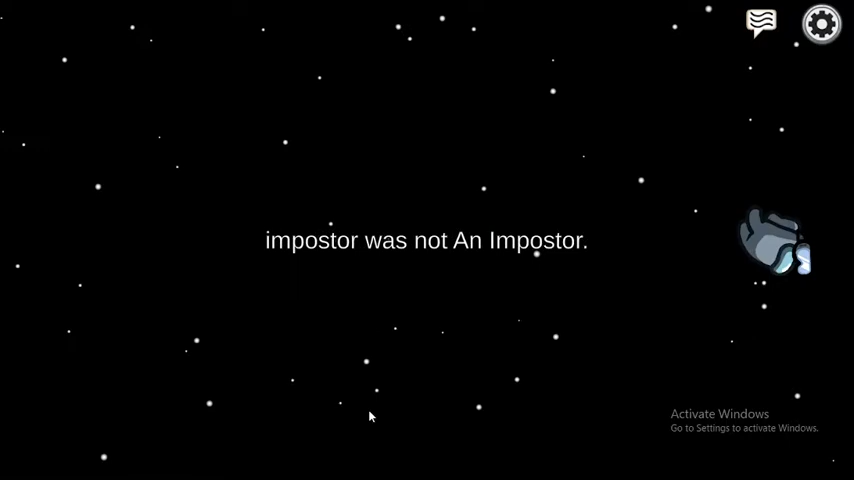 impostor was not An Impostor.
Activate Windows
Go to Settings to activate Windows.